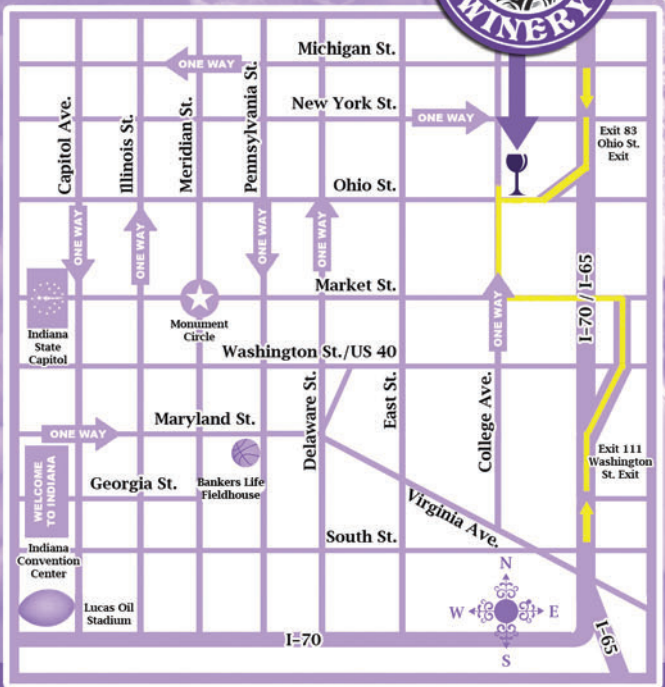 WINERY
Michigan St.
ONE WAY
New York St.
ONE WAY
Capitol Ave.
Illinois St.
Meridian St.
Pennsylvania St.
Exit 83
Ohio St.
Exit
Ohio St.
ONE WAY
ONE WAY
ONE WAY
ONE WAY
Market St.
I-70 / I-65
Indiana
State
Capitol
Monument
Circle
ONE WAY
Washington St./US 40
Maryland St.
ONE WAY
Delaware St.
East St.
College Ave.
Exit 111
Washington
St. Exit
WELCOME
TO INDIANA
Georgia St.
Bankers Life
Fieldhouse
Virginia Ave.
South St.
Indiana
Convention
Center
Lucas Oil
Stadium
N
W
E
S
I-70
I-65